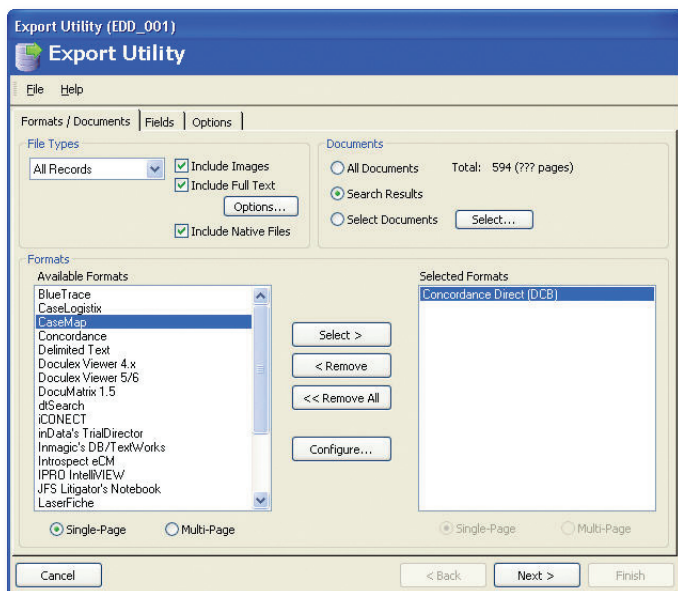 Export Utility (EDD_001)
Export Utility
File Help
Formats / Documents Fields Options
File Types
All Records
Include Images
Include Full Text
Options...
Include Native Files
Documents
All Documents Total: 594 (??? pages)
Search Results
Select Documents Select...
Formats
Available Formats
BlueTrace
CaseLogistix
CaseMap
Concordance
Delimited Text
Doculex Viewer 4.x
Doculex Viewer 5/6
DocuMatrix 1.5
dtSearch
iCONECT
inData's TrialDirector
Inmagic's DB/TextWorks
Introspect eCM
IPRO IntelliVIEW
JFS Litigator's Notebook
LaserFiche
Single-Page Multi-Page
Select >
< Remove
<< Remove All
Configure...
Selected Formats
Concordance Direct (DCB)
Single-Page Multi-Page
Cancel < Back Next > Finish